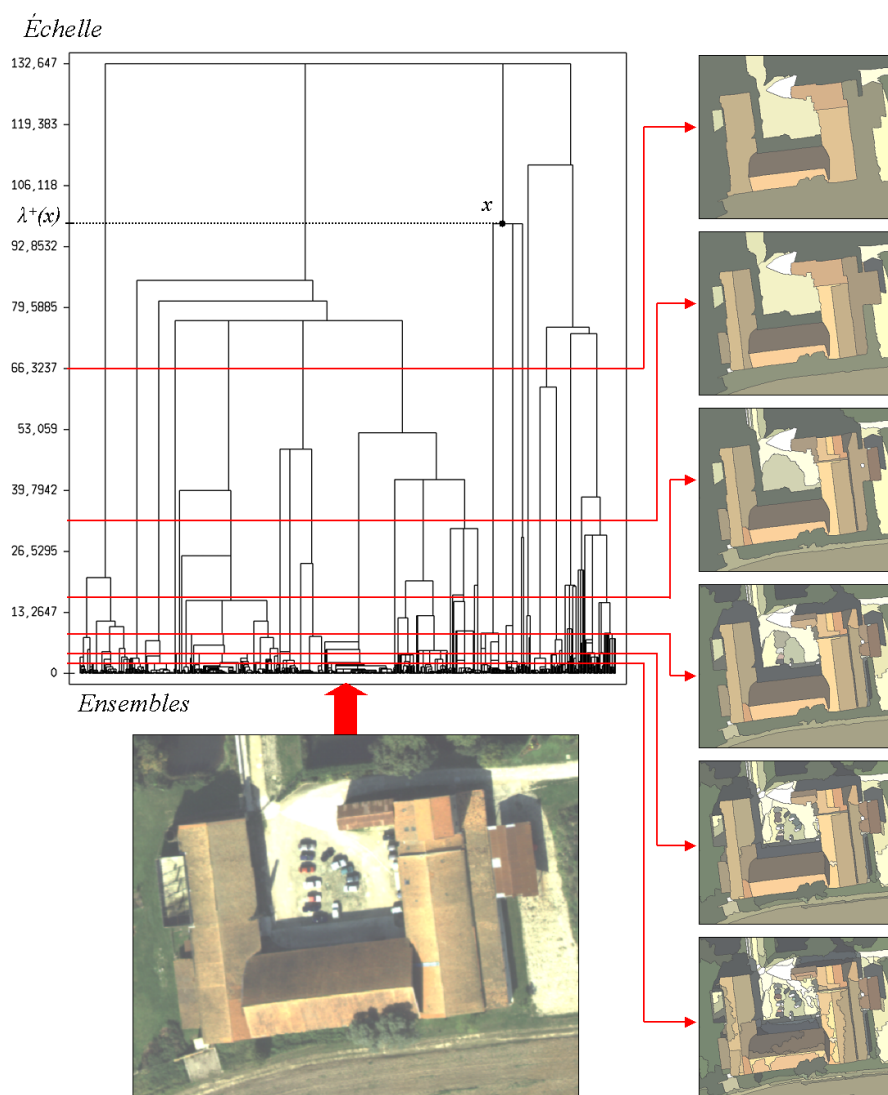 Échelle
132,647
119,383
106,118
x
λ⁺(x)
92,8532
79,5885
66,3237
53,059
39,7942
26,5295
13,2647
0
Ensembles